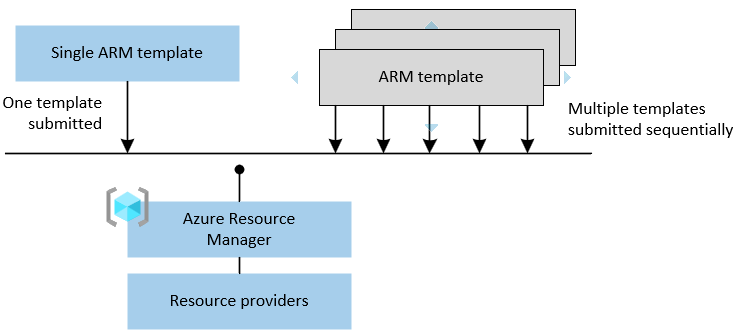 Single ARM template
ARM template
One template
submitted
Multiple templates
submitted sequentially
Azure Resource
Manager
Resource providers